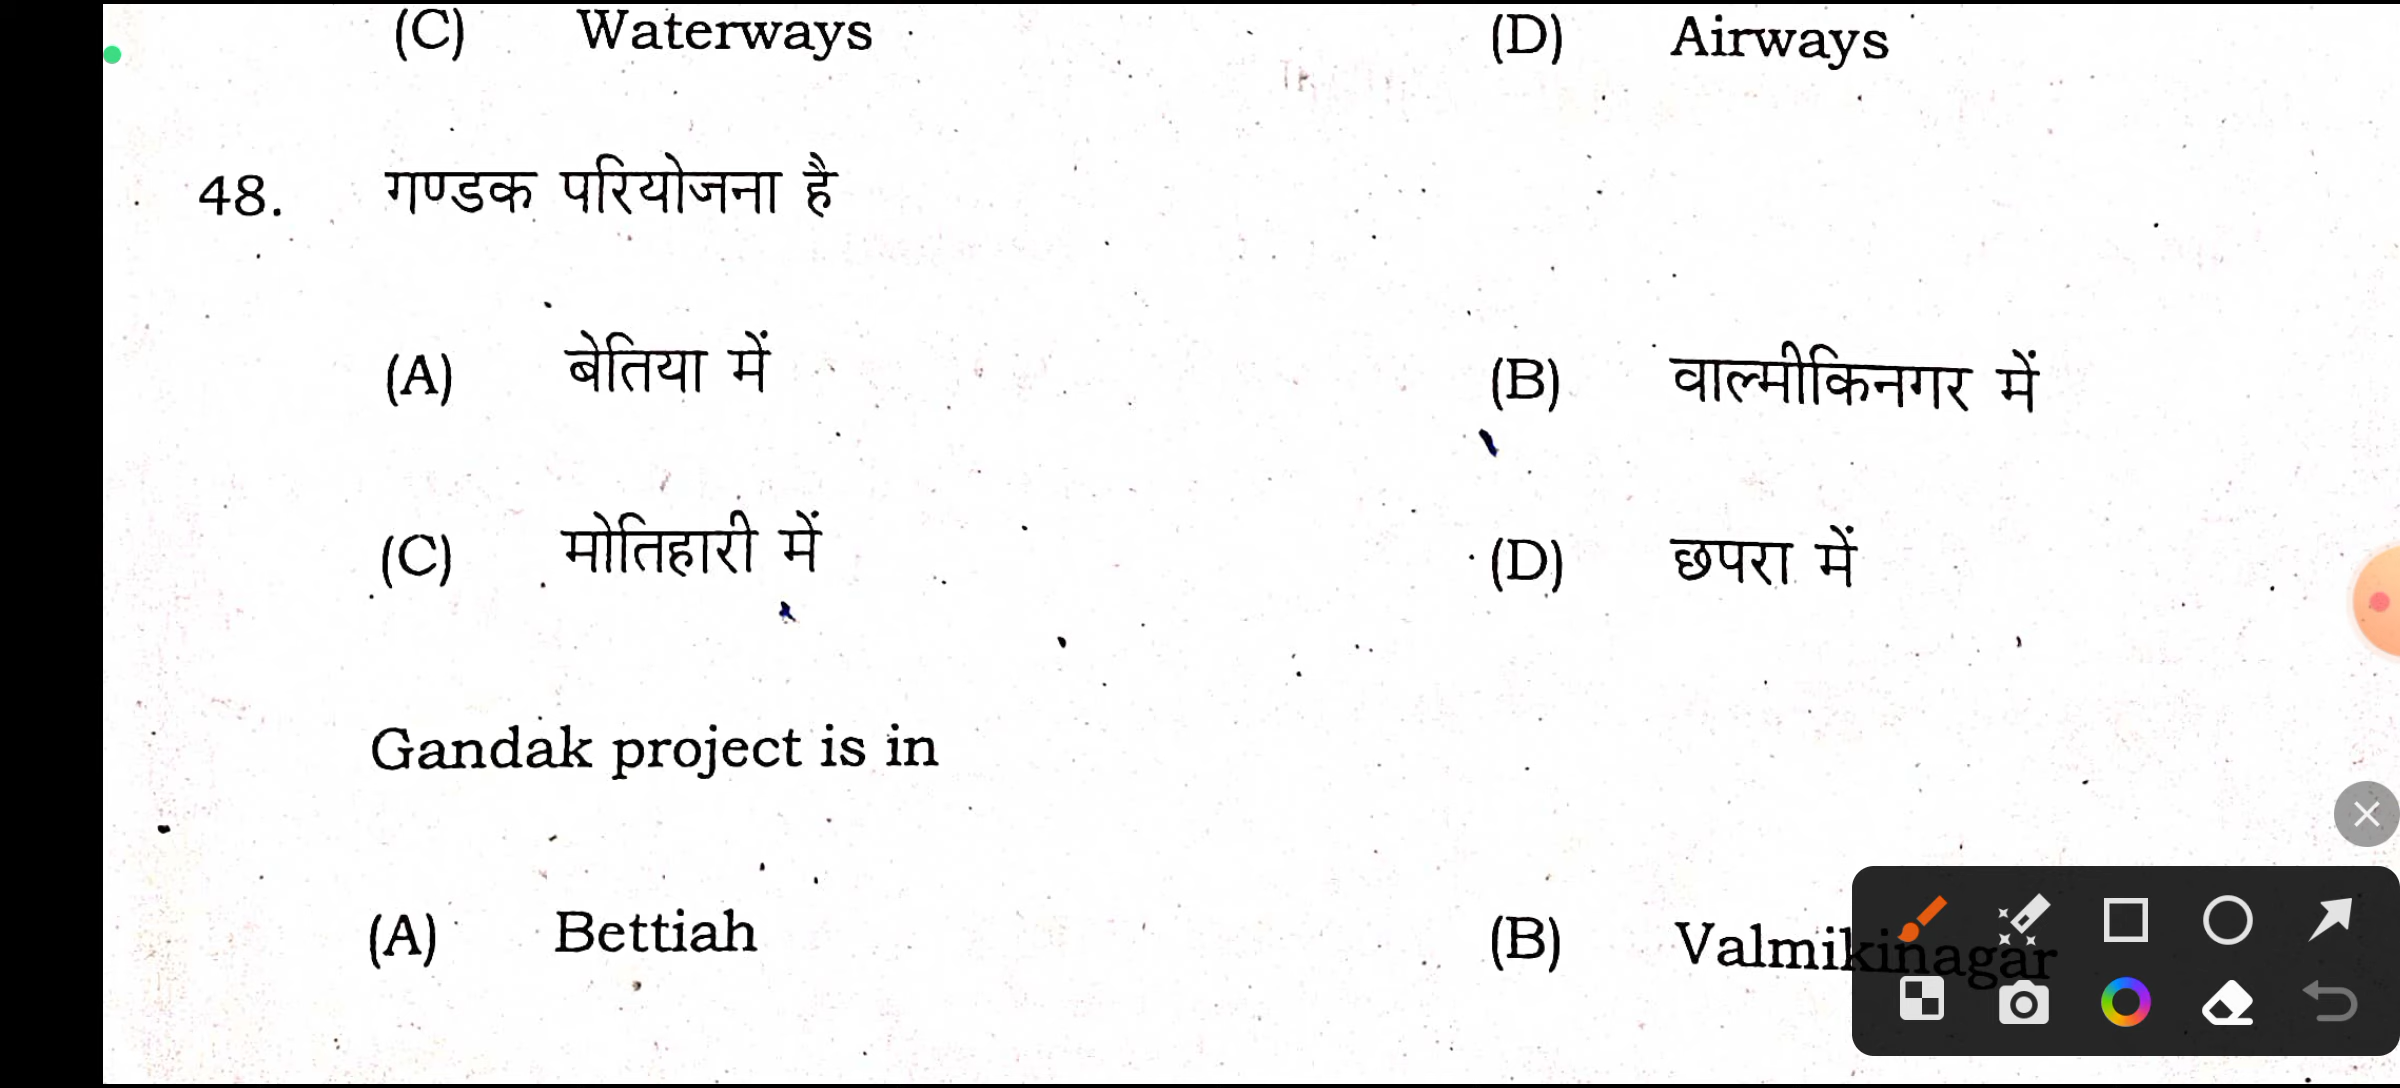 (C) Waterways (D) Airways
48. गण्डक परियोजना है
(A) बेतिया में (B) वाल्मीकिनगर में
(C) मोतिहारी में (D) छपरा में
Gandak project is in
(A) Bettiah (B) Valmikinagar